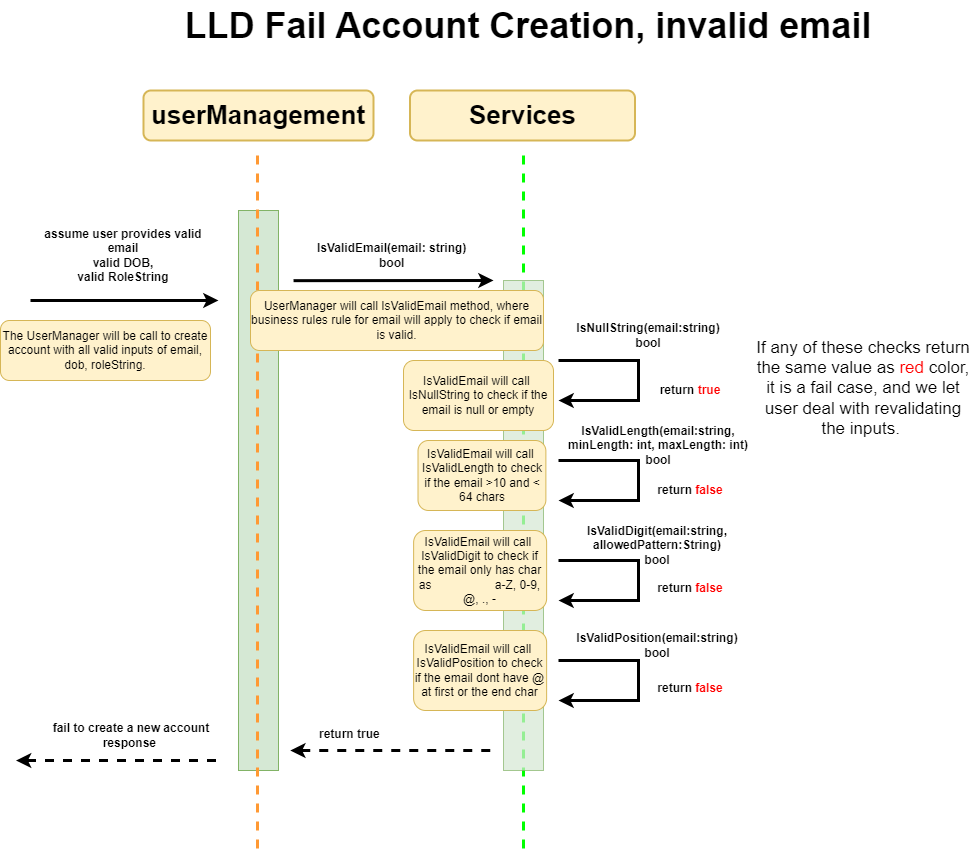 LLD Fail Account Creation, invalid email
userManagement
Services
assume user provides valid
email
valid DOB,
valid RoleString
The UserManager will be call to create
account with all valid inputs of email,
dob, roleString.
IsValidEmail(email: string)
bool
UserManager will call IsValidEmail method, where
business rules rule for email will apply to check if email
is valid.
IsNullString(email:string)
bool
return true
IsValidEmail will call
IsNullString to check if the
email is null or empty
If any of these checks return
the same value as red color,
it is a fail case, and we let
user deal with revalidating
the inputs.
IsValidLength(email:string,
minLength: int, maxLength: int)
bool
return false
IsValidEmail will call
IsValidLength to check
if the email >10 and <
64 chars
IsValidDigit(email:string,
allowedPattern:String)
bool
return false
IsValidEmail will call
IsValidDigit to check if
the email only has char
as a-Z, 0-9,
@, ., -
IsValidPosition(email:string)
bool
return false
IsValidEmail will call
IsValidPosition to check
if the email dont have @
at first or the end char
return true
fail to create a new account
response